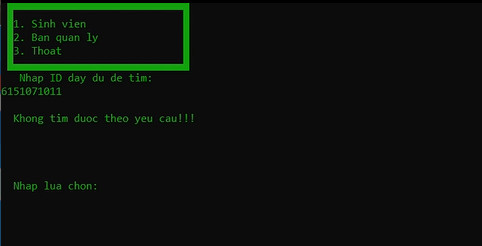 1. Sinh vien
2. Ban quan ly
3. Thoat
Nhap ID day du de tim:
6151071011
Khong tim duoc theo yeu cau!!!
Nhap lua chon: